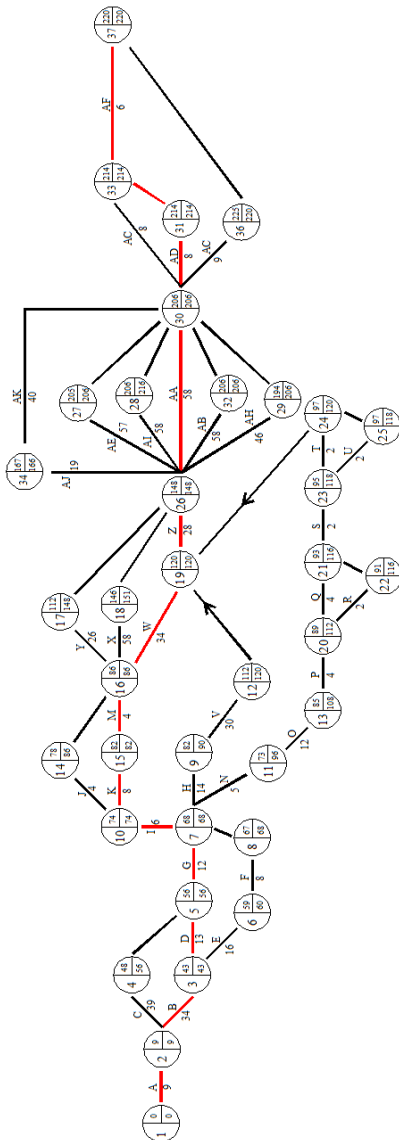 1 0 0
A
9
2 9 9
C
39
B
34
4 48 56
3 43 43
D
13
E
16
5 56 56
6 59 60
G
12
F
8
7 68 68
8 67 68
I 6
10 74 74
J
4
K
8
H
14
N
5
14 78 86
15 82 82
9 82 90
11 73 96
M
4
V
30
O
12
16 86 86
12 112 120
13 85 108
Y
26
X
58
W
34
P
4
17 112 148
18 146 151
19 120 120
20 89 112
Q
4
R
2
21 93 116
22 91 116
Z
28
S
2
26 148 148
23 95 118
I
2
U
2
24 97 120
25 97 118
AJ
19
34 167 166
AE
57
AI
58
AA
58
AB
58
AH
46
27 205 206
28 206 216
32 206 206
29 194 206
AK
40
30 206 206
AC
8
AD
8
AC
9
33 214 214
31 214 214
36 225 220
AF
6
37 220 220